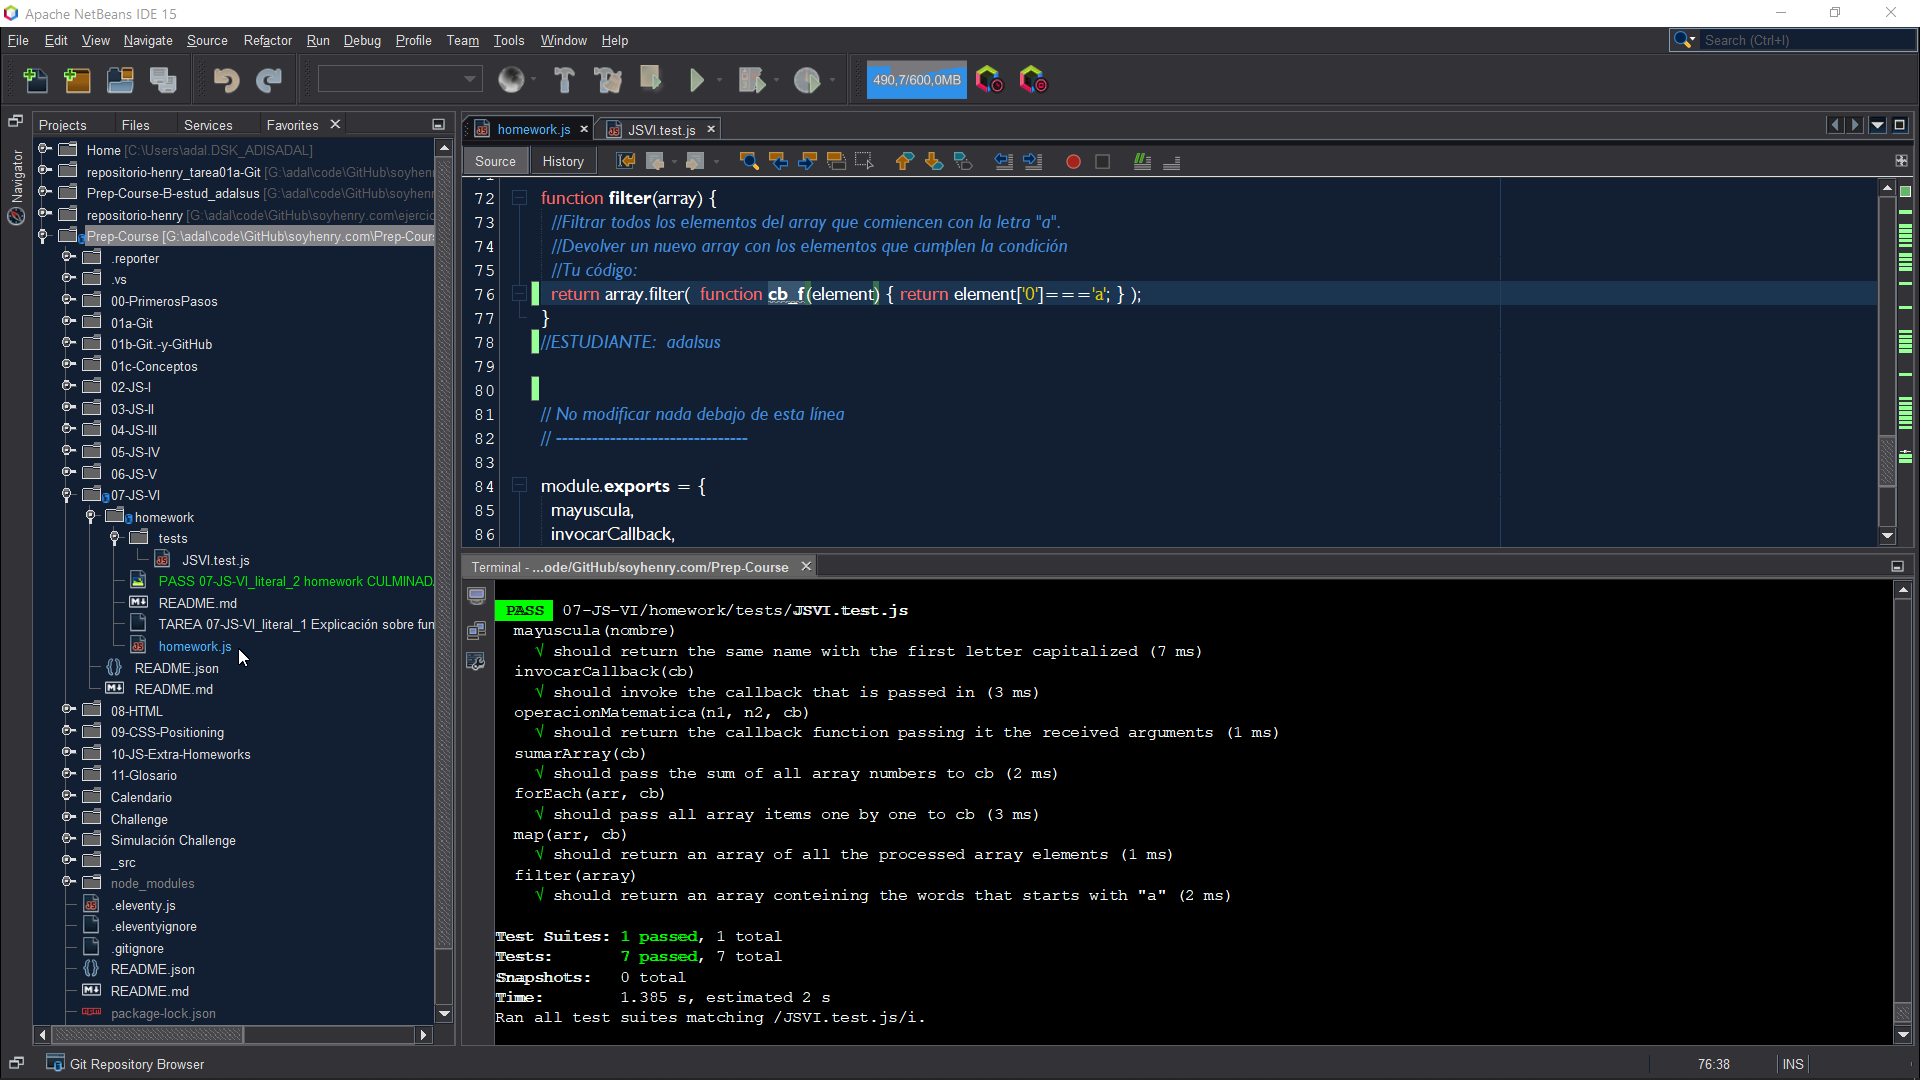 Apache NetBeans IDE 15
File Edit View Navigate Source Refactor Run Debug Profile Team Tools Window Help
Search (Ctrl+I)
490,7/600,0MB
Projects Files Services Favorites
Navigator
Home [C:\Users\adal.DSK_ADISADAL]
repositorio-henry_tarea01a-Git [G:\adal\code\GitHub\soyhenr
Prep-Course-B-estud_adalsus [G:\adal\code\GitHub\soyhenr
repositorio-henry [G:\adal\code\GitHub\soyhenry.com\ejercic
Prep-Course [G:\adal\code\GitHub\soyhenry.com\Prep-Cour
.reporter
.vs
00-PrimerosPasos
01a-Git
01b-Git.-y-GitHub
01c-Conceptos
02-JS-I
03-JS-II
04-JS-III
05-JS-IV
06-JS-V
07-JS-VI
homework
tests
JSVI.test.js
PASS 07-JS-VI_literal_2 homework CULMINAD
README.md
TAREA 07-JS-VI_literal_1 Explicación sobre fun
homework.js
README.json
README.md
08-HTML
09-CSS-Positioning
10-JS-Extra-Homeworks
11-Glosario
Calendario
Challenge
Simulación Challenge
_src
node_modules
.eleventy.js
.eleventyignore
.gitignore
README.json
README.md
package-lock.json
homework.js JSVI.test.js
Source History
72 function filter(array) {
73 //Filtrar todos los elementos del array que comiencen con la letra "a".
74 //Devolver un nuevo array con los elementos que cumplen la condición
75 //Tu código:
76 return array.filter( function cb_f(element) { return element['0']==='a'; } );
77 }
78 //ESTUDIANTE: adalsus
79
80
81 // No modificar nada debajo de esta línea
82 // --------------------------------
83
84 module.exports = {
85 mayuscula,
86 invocarCallback,
Terminal - ...ode/GitHub/soyhenry.com/Prep-Course
PASS 07-JS-VI/homework/tests/JSVI.test.js
mayuscula(nombre)
√ should return the same name with the first letter capitalized (7 ms)
invocarCallback(cb)
√ should invoke the callback that is passed in (3 ms)
operacionMatematica(n1, n2, cb)
√ should return the callback function passing it the received arguments (1 ms)
sumarArray(cb)
√ should pass the sum of all array numbers to cb (2 ms)
forEach(arr, cb)
√ should pass all array items one by one to cb (3 ms)
map(arr, cb)
√ should return an array of all the processed array elements (1 ms)
filter(array)
√ should return an array conteining the words that starts with "a" (2 ms)
Test Suites: 1 passed, 1 total
Tests: 7 passed, 7 total
Snapshots: 0 total
Time: 1.385 s, estimated 2 s
Ran all test suites matching /JSVI.test.js/i.
Git Repository Browser
76:38 INS